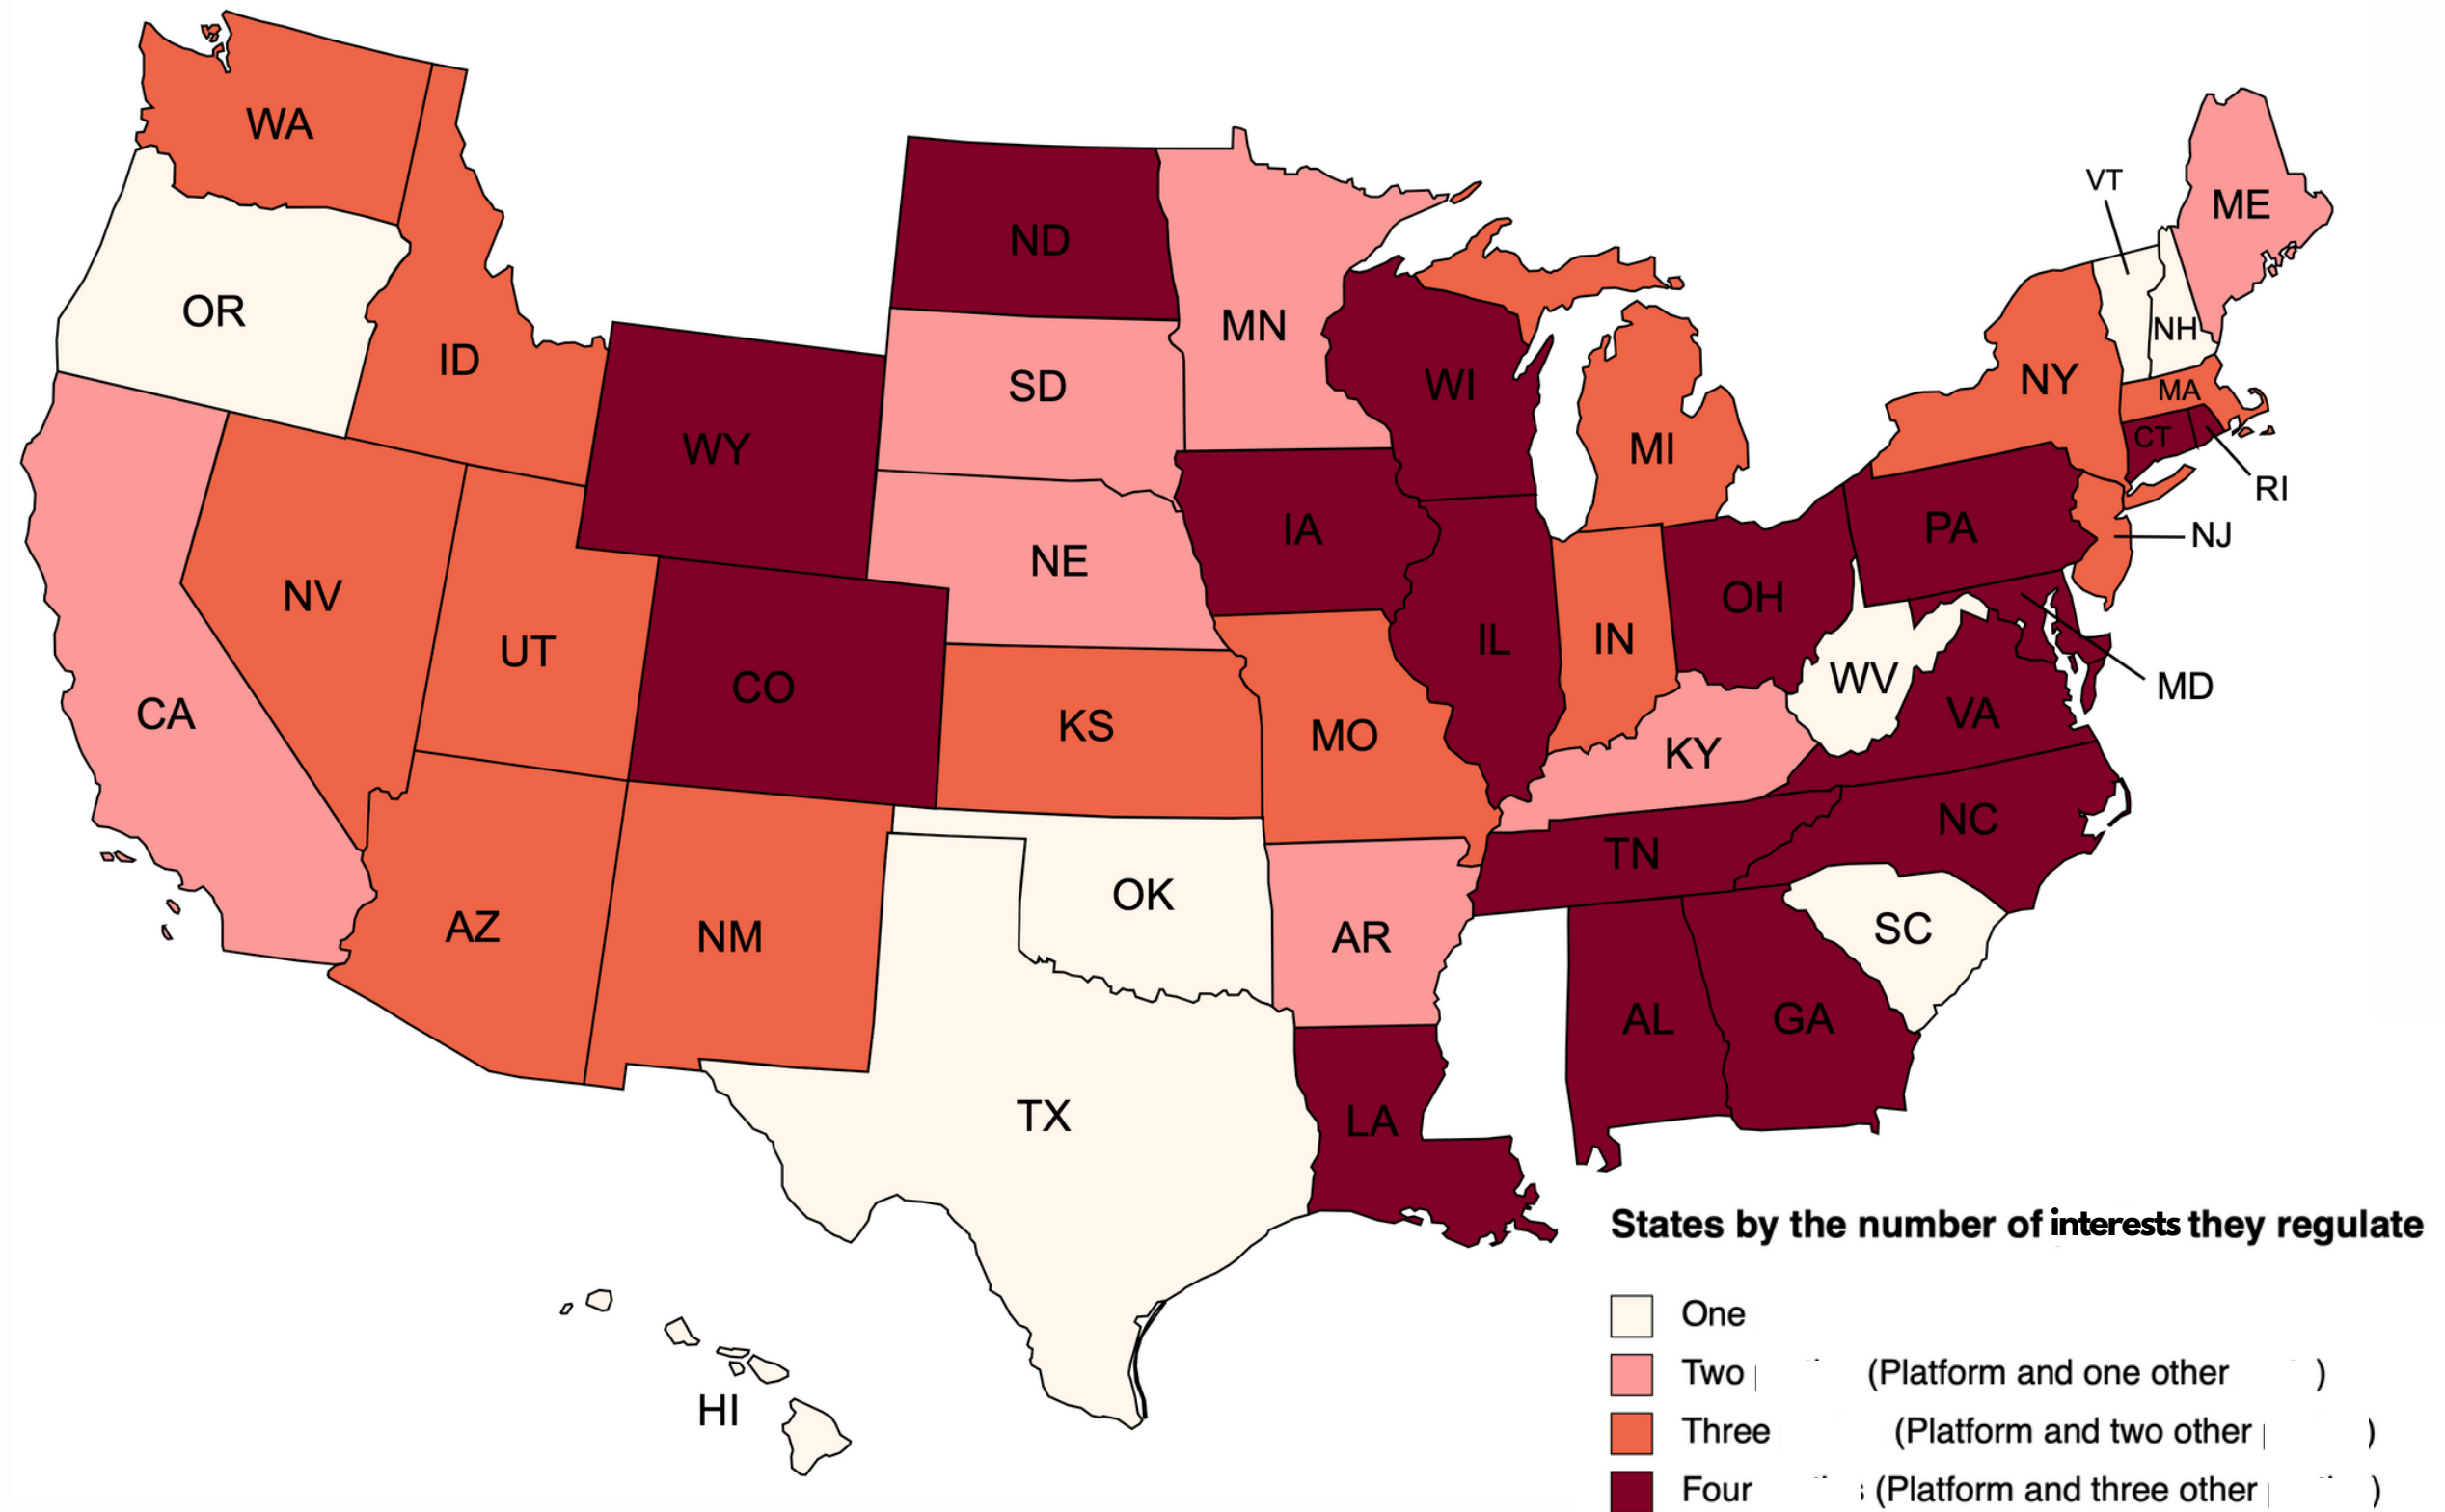 WA
VT
ME
ND
OR
MN
NH
ID
SD
WI
NY
MA
WY
MI
CT
RI
IA
PA
NJ
NE
NV
OH
UT
IL
IN
WV
MD
CO
CA
KS
MO
KY
VA
NC
TN
OK
AZ
NM
AR
SC
AL
GA
TX
LA
States by the number of interests they regulate
One
Two (Platform and one other )
Three (Platform and two other )
HI
Four (Platform and three other )